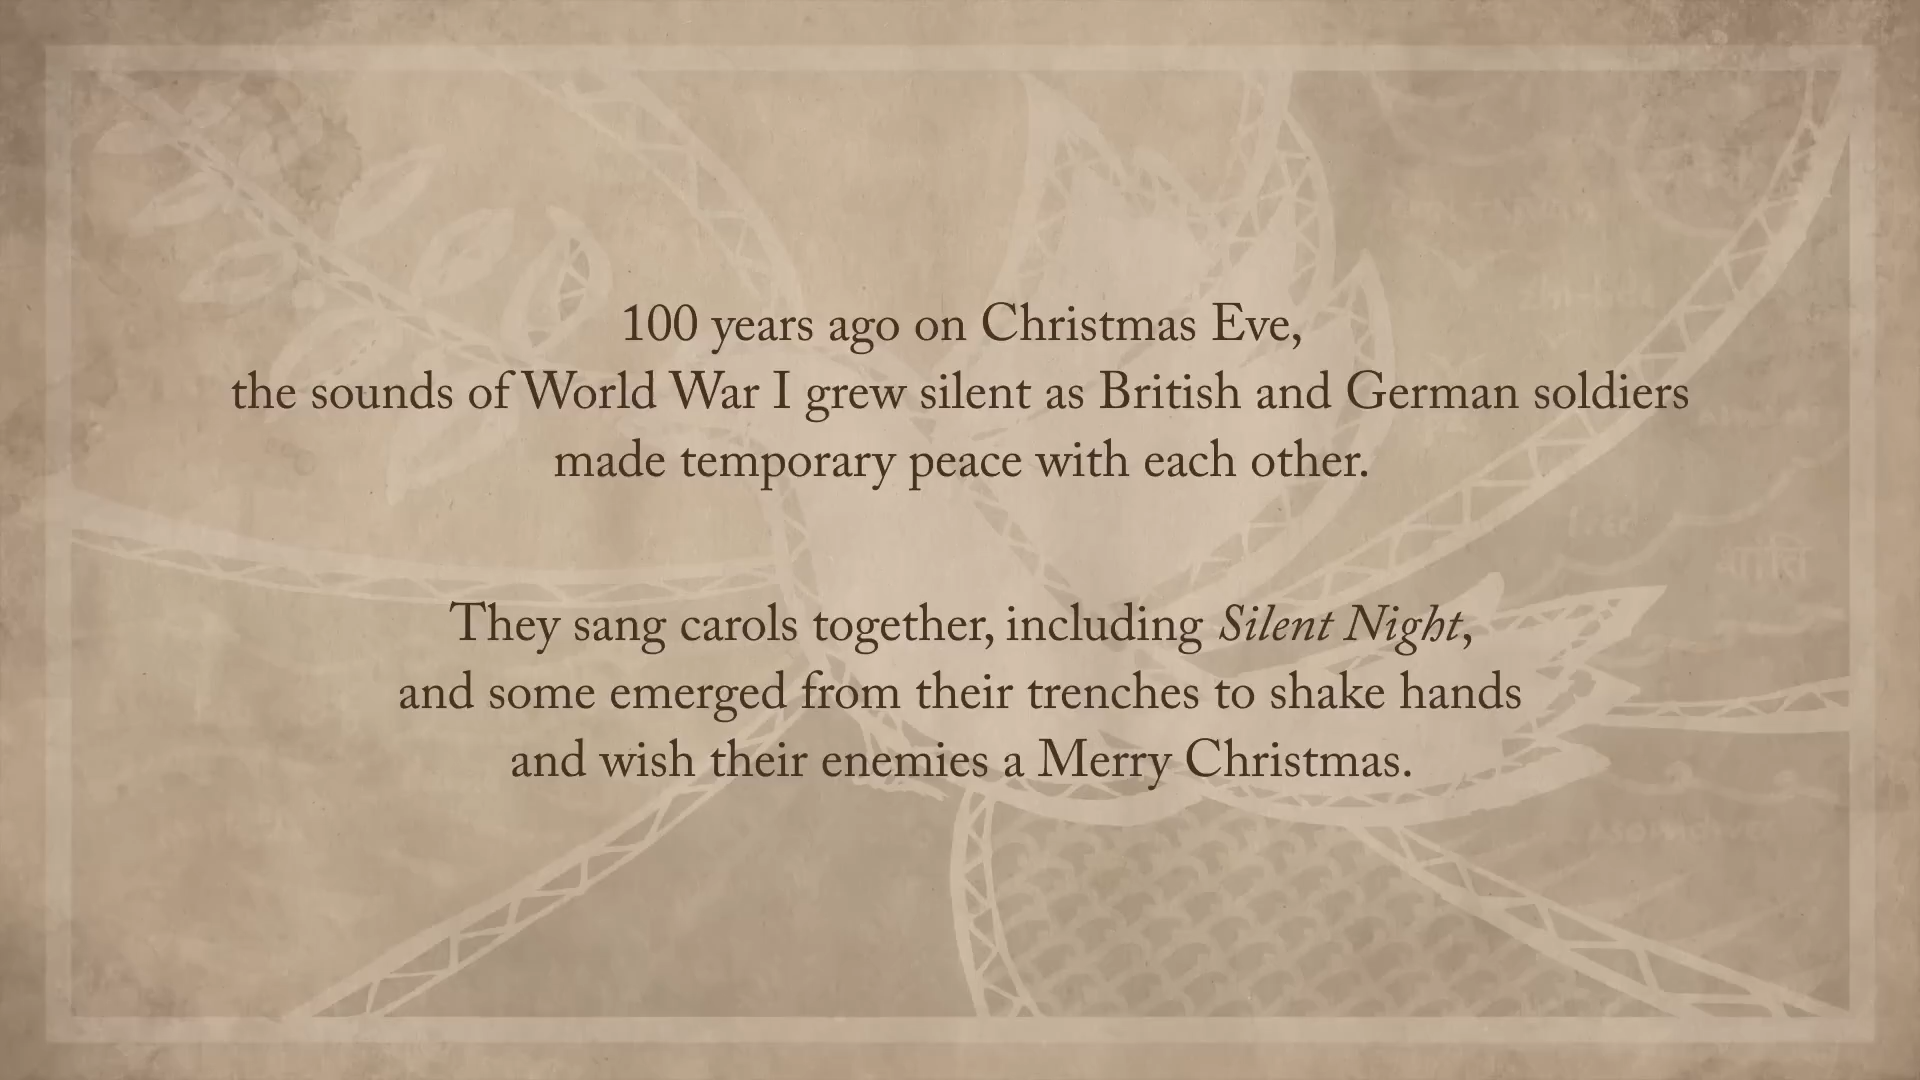 100 years ago on Christmas Eve,
the sounds of World War I grew silent as British and German soldiers
made temporary peace with each other.
They sang carols together, including Silent Night,
and some emerged from their trenches to shake hands
and wish their enemies a Merry Christmas.